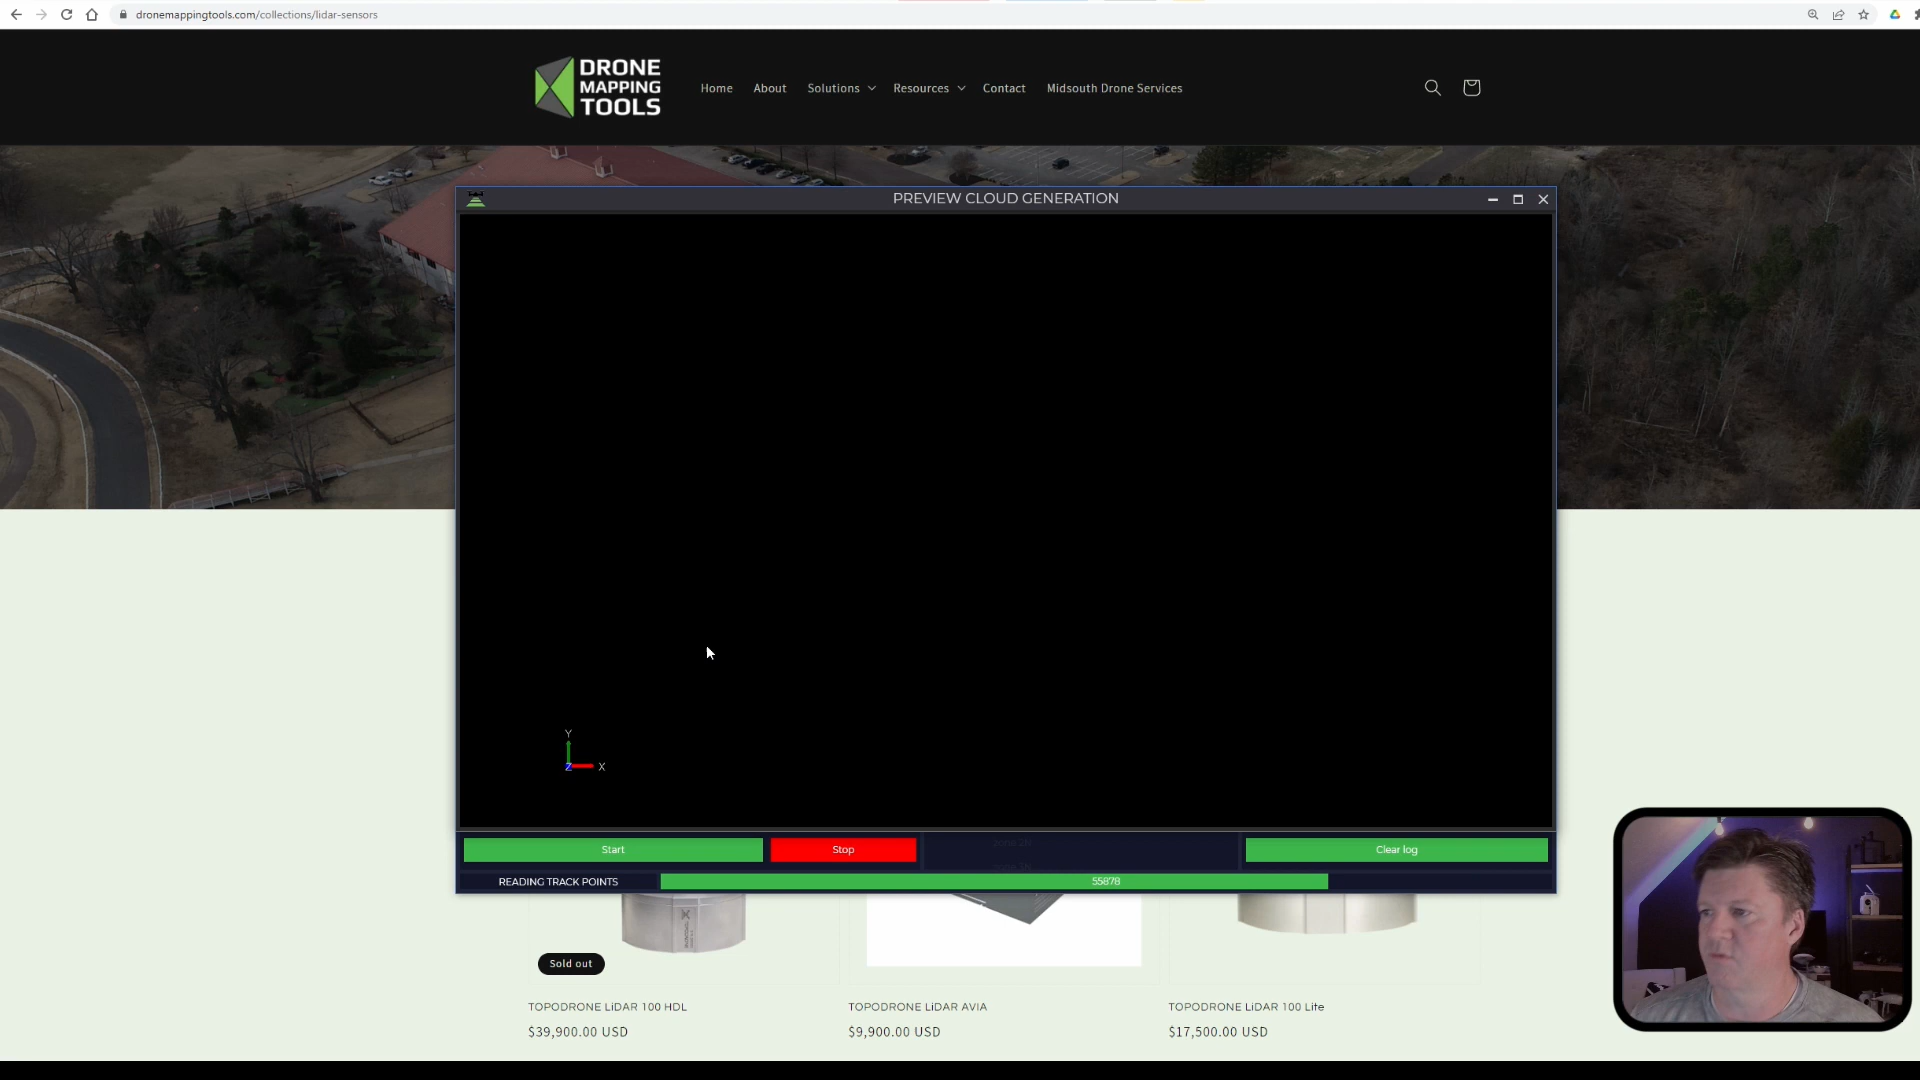 dronemappingtools.com/collections/lidar-sensors
DRONE
MAPPING
TOOLS
Home
About
Solutions
Resources
Contact
Midsouth Drone Services
PREVIEW CLOUD GENERATION
Y
Z
X
Start
Stop
Clear log
READING TRACK POINTS
55878
Sold out
TOPODRONE LiDAR 100 HDL
TOPODRONE LiDAR AVIA
TOPODRONE LiDAR 100 Lite
$39,900.00 USD
$9,900.00 USD
$17,500.00 USD